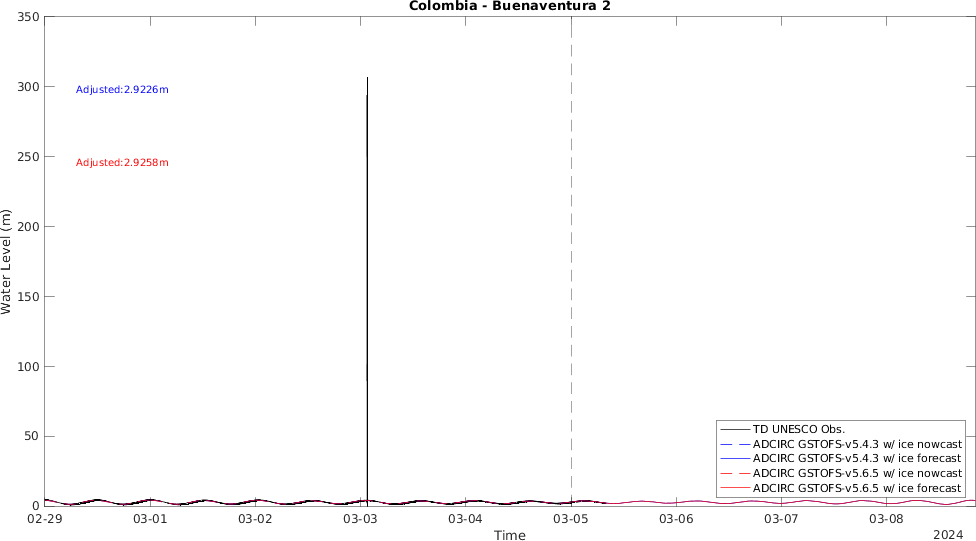 Colombia - Buenaventura 2
350
300
250
200
150
100
50
0
Water Level (m)
Adjusted:2.9226m
Adjusted:2.9258m
TD UNESCO Obs.
ADCIRC GSTOFS-v5.4.3 w/ ice nowcast
ADCIRC GSTOFS-v5.4.3 w/ ice forecast
ADCIRC GSTOFS-v5.6.5 w/ ice nowcast
ADCIRC GSTOFS-v5.6.5 w/ ice forecast
02-29 03-01 03-02 03-03 03-04 03-05 03-06 03-07 03-08
Time
2024